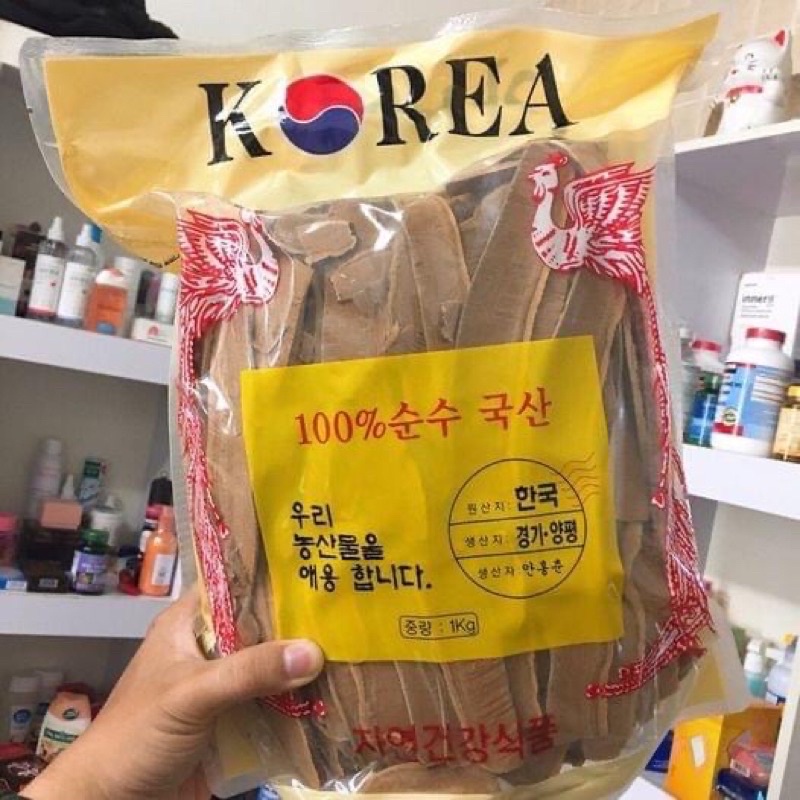 KOREA
100%순수 국산
우리
농산물을
애용 합니다.
원산지: 한국
생산지: 경기·양평
생산자 안홍윤
중량 : 1Kg
자연건강식품
innerb